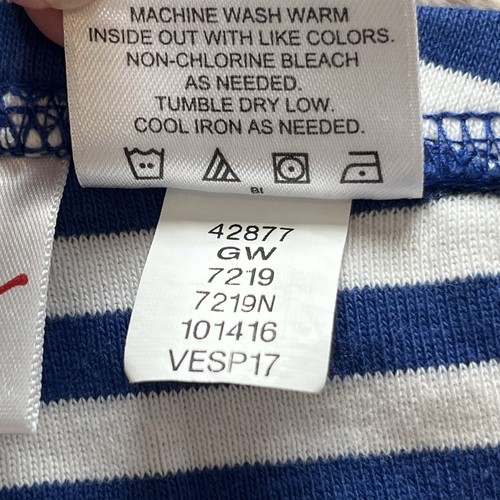 MACHINE WASH WARM
INSIDE OUT WITH LIKE COLORS.
NON-CHLORINE BLEACH
AS NEEDED.
TUMBLE DRY LOW.
COOL IRON AS NEEDED.
BI
42877
GW
7219
7219N
101416
VESP17